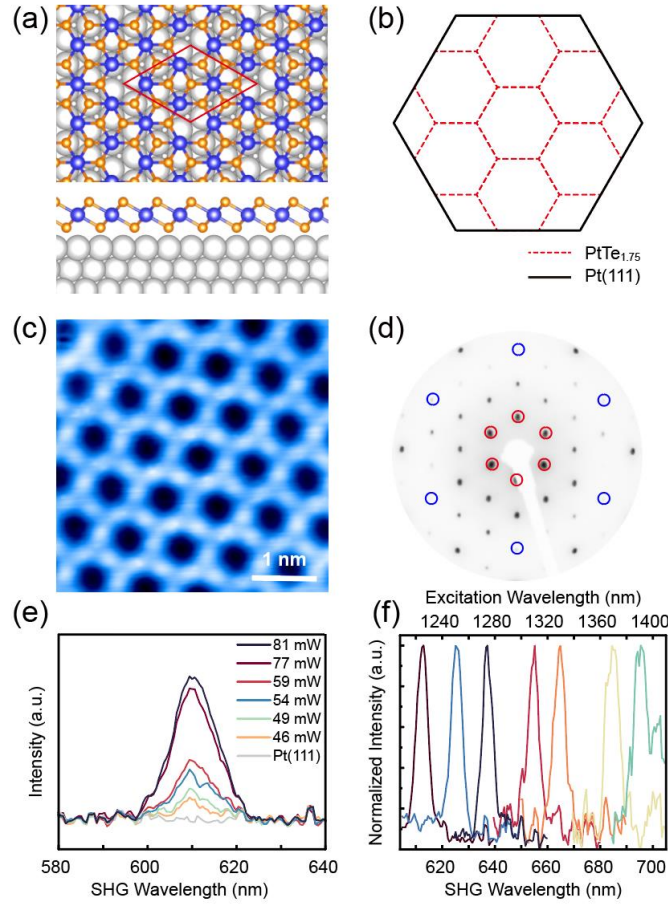 (a)
(b)
PtTe1.75
Pt(111)
(c)
1 nm
(d)
(e)
81 mW
77 mW
59 mW
54 mW
49 mW
46 mW
Pt(111)
Intensity (a.u.)
580 600 620 640
SHG Wavelength (nm)
(f)
Excitation Wavelength (nm)
1240 1280 1320 1360 1400
Normalized Intensity (a.u.)
620 640 660 680 700
SHG Wavelength (nm)